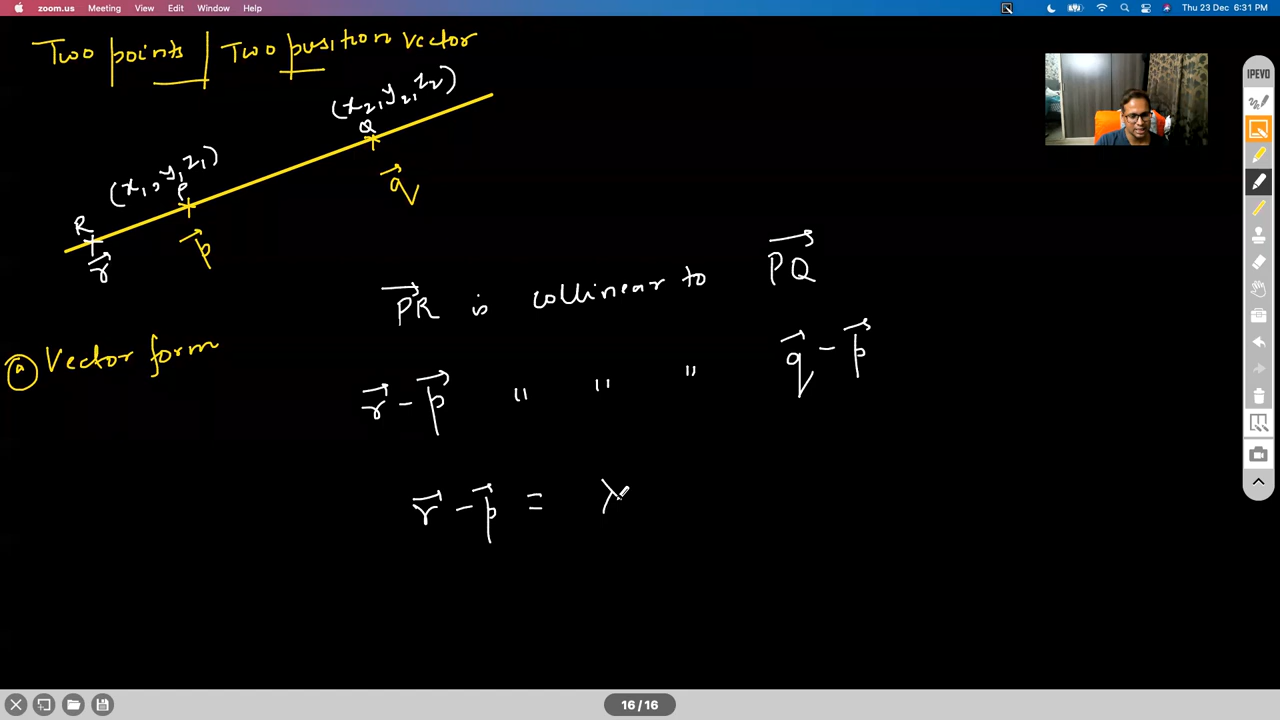 zoom.us Meeting View Edit Window Help Thu 23 Dec 6:31 PM
Two points | Two position vector
IPEVO
(x₂, y₂, z₂)
Q
q⃗
(x₁, y₁, z₁)
P
p⃗
R
r⃗
PR⃗ is collinear to PQ⃗
ⓐ Vector form
r⃗ - p⃗ " " " q⃗ - p⃗
r⃗ - p⃗ = λ
16/16